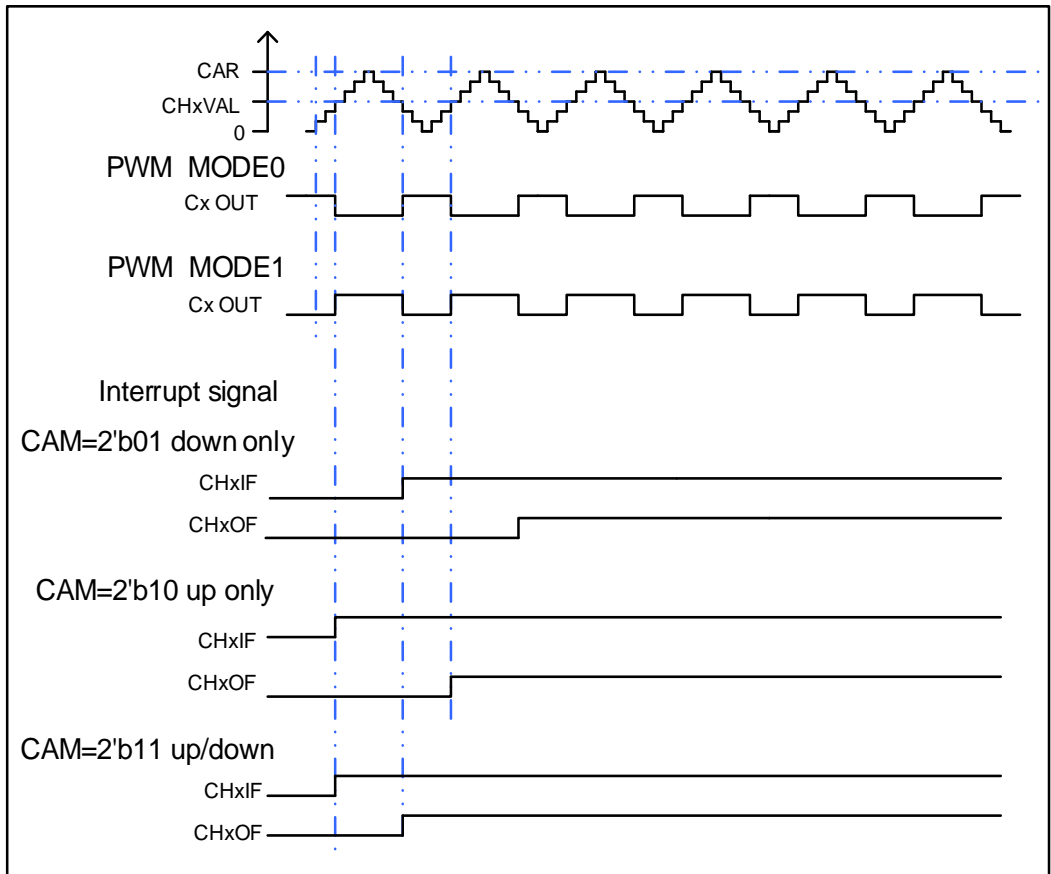 CAR
CHxVAL
0
PWM MODE0
Cx OUT
PWM MODE1
Cx OUT
Interrupt signal
CAM=2'b01 down only
CHxIF
CHxOF
CAM=2'b10 up only
CHxIF
CHxOF
CAM=2'b11 up/down
CHxIF
CHxOF